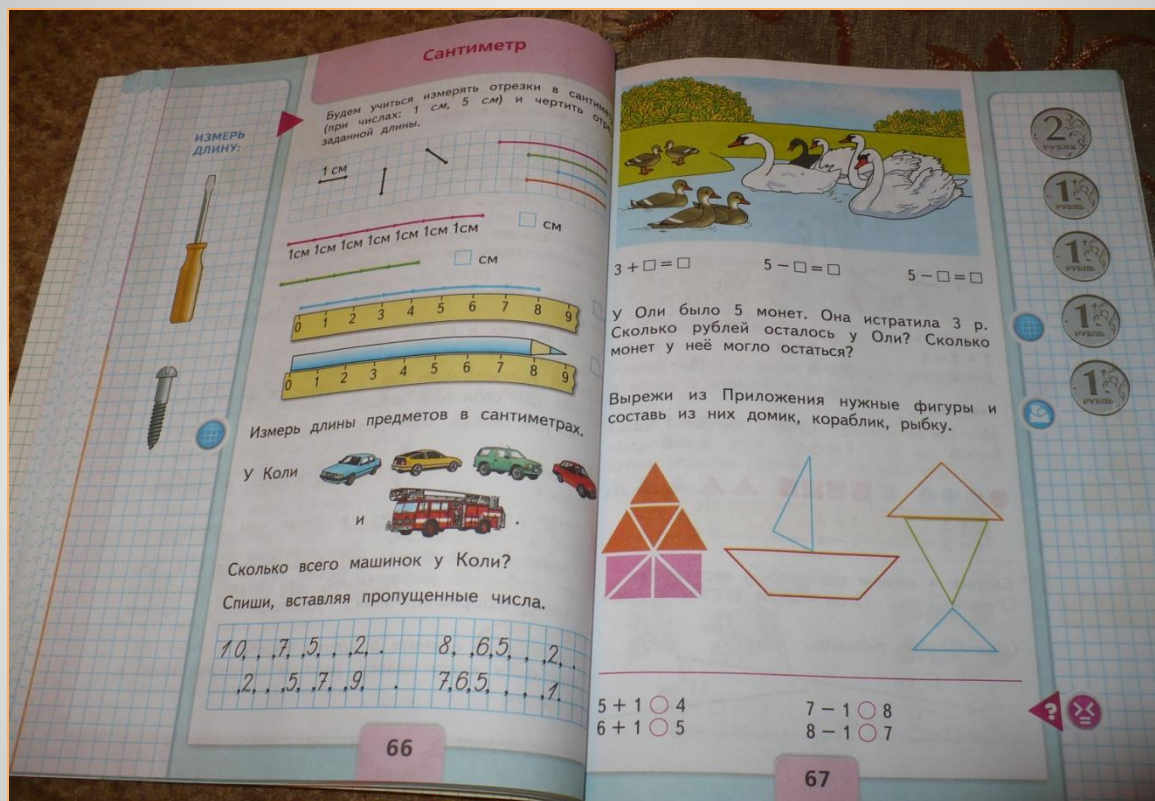 Сантиметр
Будем учиться измерять отрезки в
(при числах: 1 см, 5 см) и чертить
заданной длины.
ИЗМЕРЬ
ДЛИНУ:
1 см
1см 1см 1см 1см 1см 1см 1см
см
см
0 1 2 3 4 5 6 7 8 9
0 1 2 3 4 5 6 7 8 9
Измерь длины предметов в сантиметрах.
У Коли
и .
Сколько всего машинок у Коли?
Спиши, вставляя пропущенные числа.
10, , ,7, ,5, , ,2, . 8, ,6,5, , ,2, .
,2, , ,5, ,7, ,9, . 7,6,5, , , ,1.
66
3 + □ = □ 5 − □ = □ 5 − □ = □
У Оли было 5 монет. Она истратила 3 р.
Сколько рублей осталось у Оли? Сколько
монет у неё могло остаться?
Вырежи из Приложения нужные фигуры и
составь из них домик, кораблик, рыбку.
5 + 1 ○ 4 7 − 1 ○ 8
6 + 1 ○ 5 8 − 1 ○ 7
?
67
2
РУБЛЯ
1
РУБЛЬ
1
РУБЛЬ
1
РУБЛЬ
1
РУБЛЬ